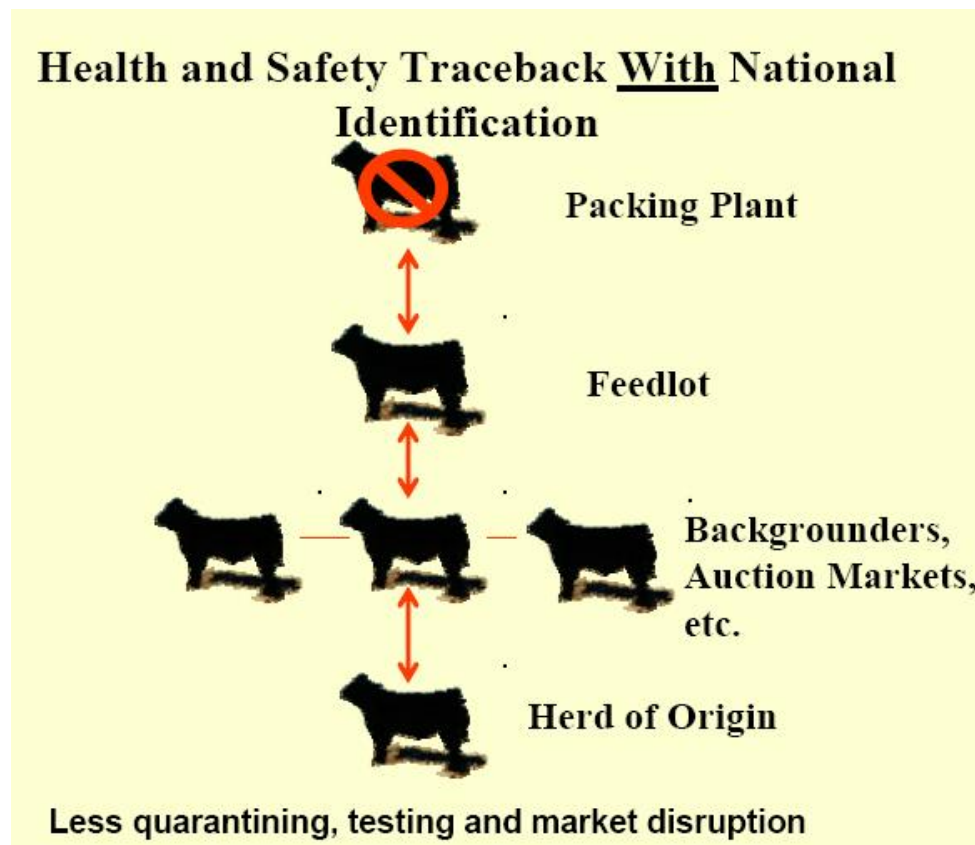 Health and Safety Traceback With National
Identification
Packing Plant
Feedlot
Backgrounders,
Auction Markets,
etc.
Herd of Origin
Less quarantining, testing and market disruption